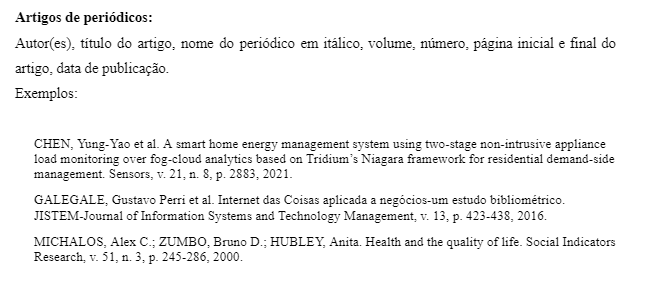 Artigos de periódicos:
Autor(es), título do artigo, nome do periódico em itálico, volume, número, página inicial e final do
artigo, data de publicação.
Exemplos:
CHEN, Yung-Yao et al. A smart home energy management system using two-stage non-intrusive appliance
load monitoring over fog-cloud analytics based on Tridium’s Niagara framework for residential demand-side
management. Sensors, v. 21, n. 8, p. 2883, 2021.
GALEGALE, Gustavo Perri et al. Internet das Coisas aplicada a negócios-um estudo bibliométrico.
JISTEM-Journal of Information Systems and Technology Management, v. 13, p. 423-438, 2016.
MICHALOS, Alex C.; ZUMBO, Bruno D.; HUBLEY, Anita. Health and the quality of life. Social Indicators
Research, v. 51, n. 3, p. 245-286, 2000.